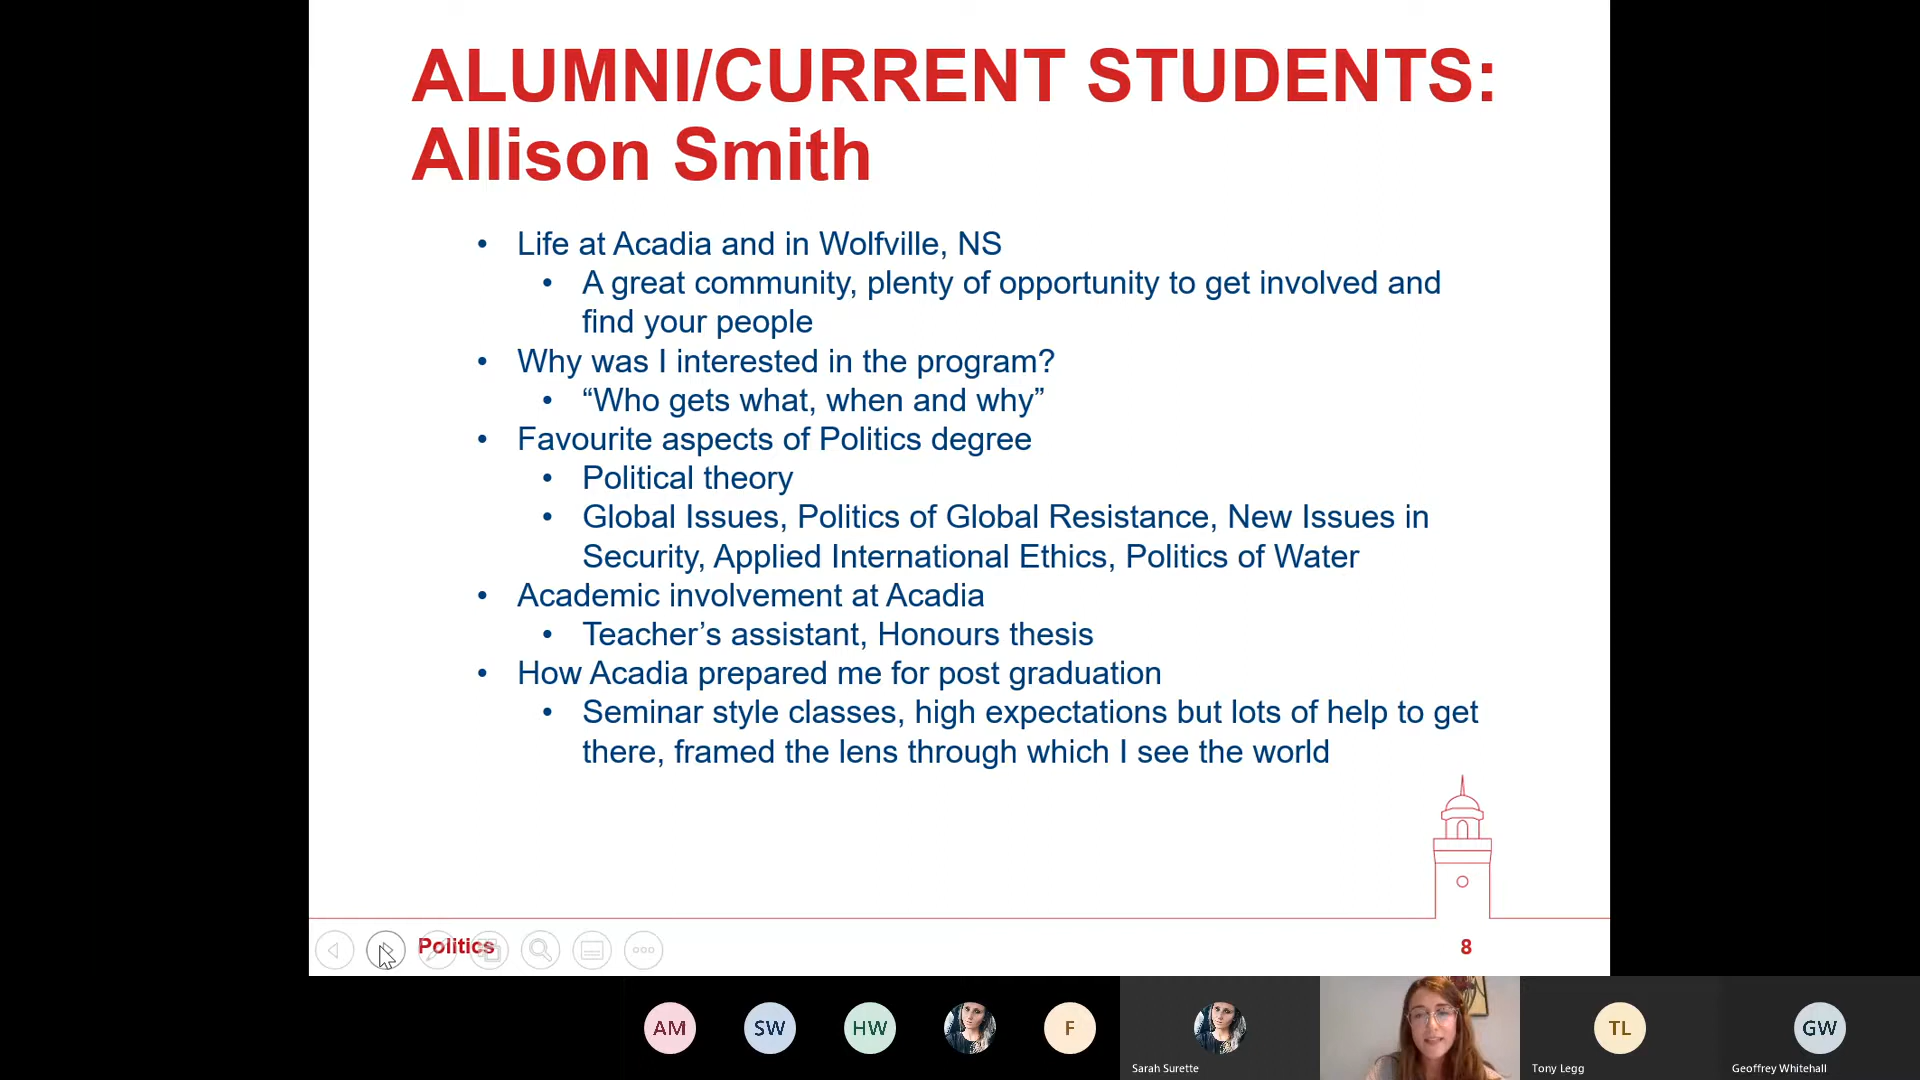 ALUMNI/CURRENT STUDENTS:
Allison Smith
• Life at Acadia and in Wolfville, NS
• A great community, plenty of opportunity to get involved and
find your people
• Why was I interested in the program?
• “Who gets what, when and why”
• Favourite aspects of Politics degree
• Political theory
• Global Issues, Politics of Global Resistance, New Issues in
Security, Applied International Ethics, Politics of Water
• Academic involvement at Acadia
• Teacher’s assistant, Honours thesis
• How Acadia prepared me for post graduation
• Seminar style classes, high expectations but lots of help to get
there, framed the lens through which I see the world
Politics
8
AM
SW
HW
F
Sarah Surette
TL
Tony Legg
GW
Geoffrey Whitehall